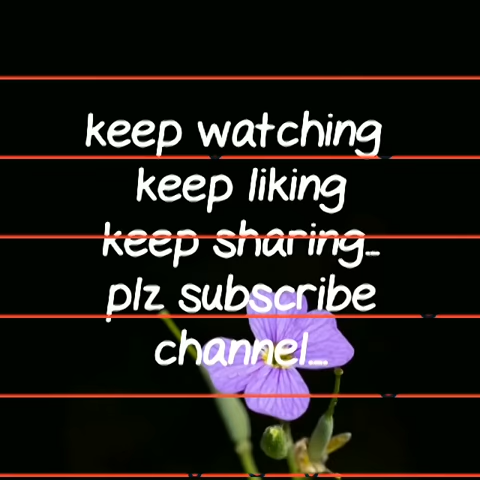 keep watching
keep liking
keep sharing...
plz subscribe
channel....